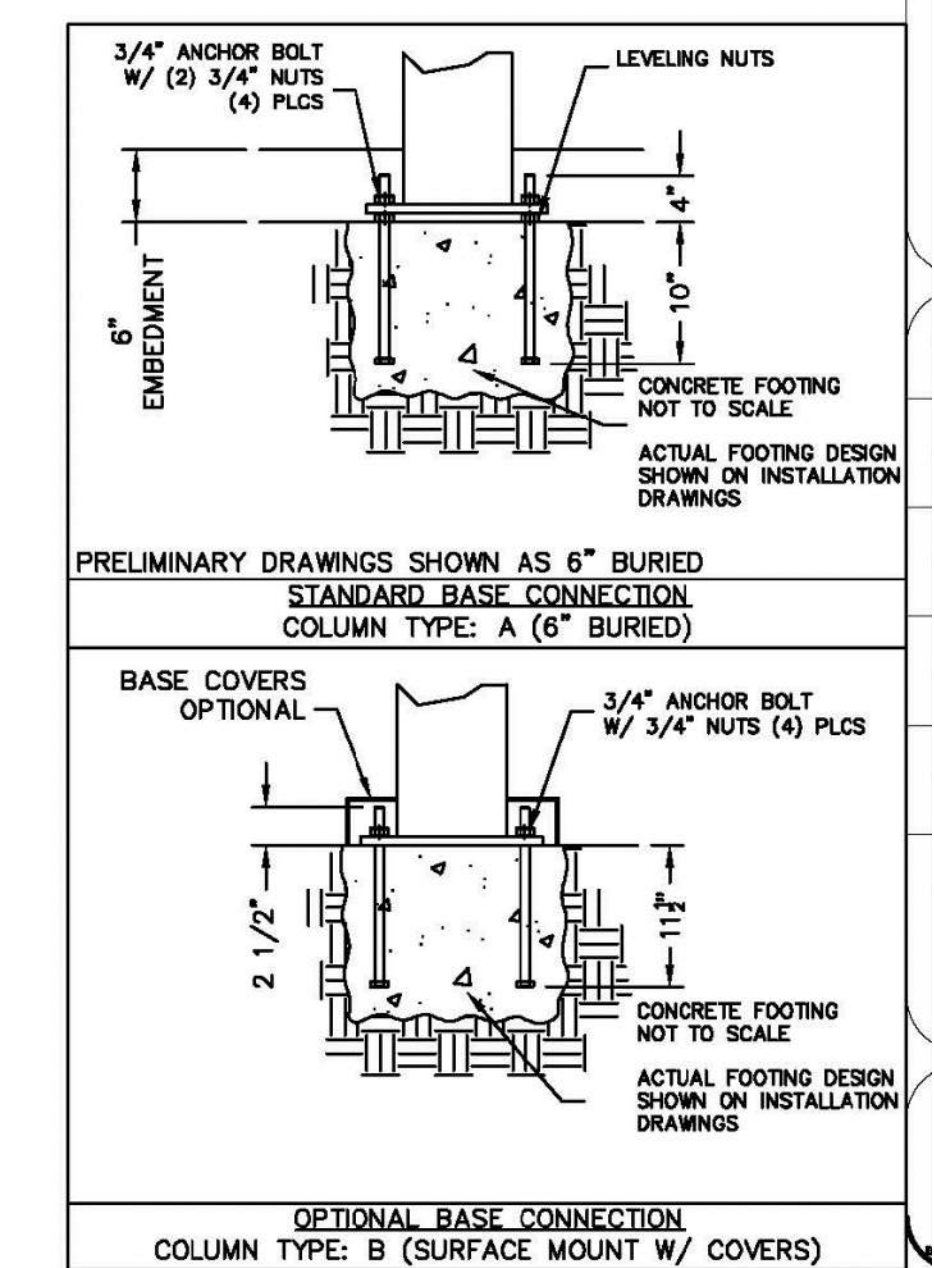 3/4" ANCHOR BOLT
W/ (2) 3/4" NUTS
(4) PLCS
LEVELING NUTS
6"
EMBEDMENT
4"
10"
CONCRETE FOOTING
NOT TO SCALE
ACTUAL FOOTING DESIGN
SHOWN ON INSTALLATION
DRAWINGS
PRELIMINARY DRAWINGS SHOWN AS 6" BURIED
STANDARD BASE CONNECTION
COLUMN TYPE: A (6" BURIED)
BASE COVERS
OPTIONAL
3/4" ANCHOR BOLT
W/ 3/4" NUTS (4) PLCS
2 1/2"
11 1/2"
CONCRETE FOOTING
NOT TO SCALE
ACTUAL FOOTING DESIGN
SHOWN ON INSTALLATION
DRAWINGS
OPTIONAL BASE CONNECTION
COLUMN TYPE: B (SURFACE MOUNT W/ COVERS)